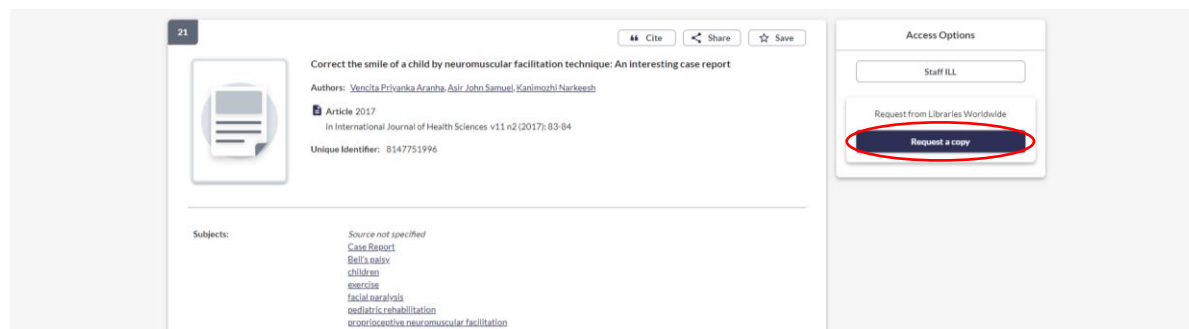 21
Cite
Share
Save
Correct the smile of a child by neuromuscular facilitation technique: An interesting case report
Authors: Vencita Priyanka Aranha, Asir John Samuel, Kanimozhi Narkeesh
Article 2017
in International Journal of Health Sciences v11 n2 (2017): 83-84
Unique Identifier: 8147751996
Subjects:
Source not specified
Case Report
Bell's palsy
children
exercise
facial paralysis
pediatric rehabilitation
proprioceptive neuromuscular facilitation
Access Options
Staff ILL
Request from Libraries Worldwide
Request a copy